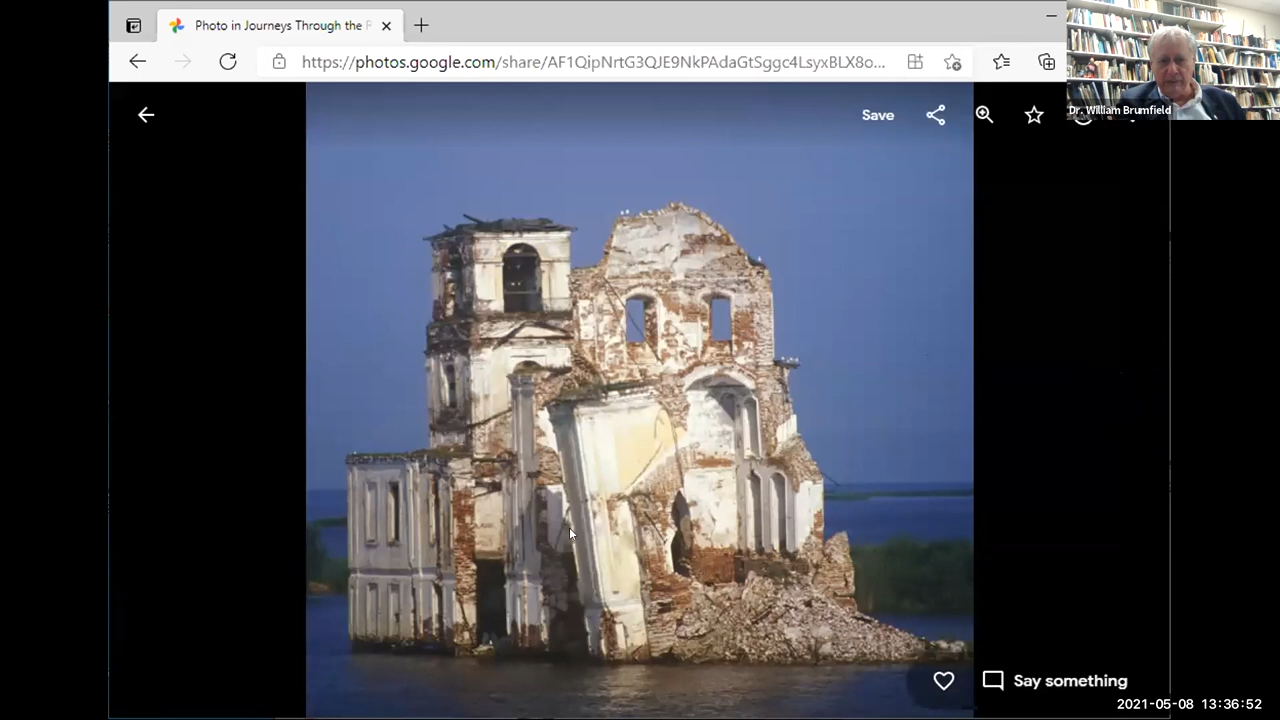 Photo in Journeys Through the R
https://photos.google.com/share/AF1QipNrtG3QJE9NkPAdaGtSggc4LsyxBLX8o...
Dr. William Brumfield
Save
Say something
2021-05-08 13:36:52